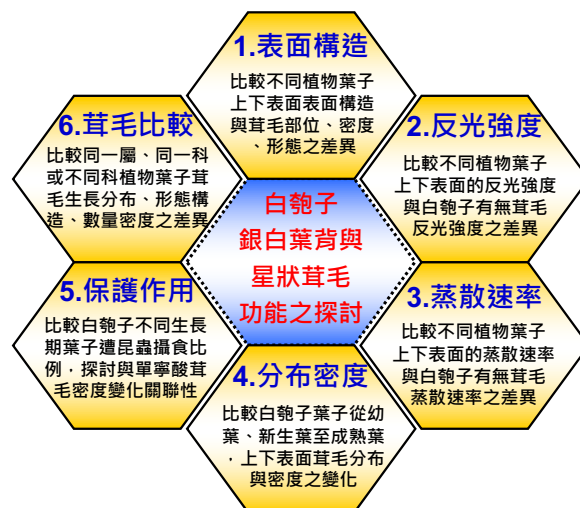 1.表面構造
比較不同植物葉子
上下表面表面構造
與茸毛部位、密度
、形態之差異
2.反光強度
比較不同植物葉子
上下表面的反光強度
與白匏子有無茸毛
反光強度之差異
3.蒸散速率
比較不同植物葉子
上下表面的蒸散速率
與白匏子有無茸毛
蒸散速率之差異
4.分布密度
比較白匏子葉子從幼
葉、新生葉至成熟葉
，上下表面茸毛分布
與密度之變化
5.保護作用
比較白匏子不同生長
期葉子遭昆蟲攝食比
例，探討與單寧酸茸
毛密度變化關聯性
6.茸毛比較
比較同一屬、同一科
或不同科植物葉子茸
毛生長分布、形態構
造、數量密度之差異
白匏子
銀白葉背與
星狀茸毛
功能之探討